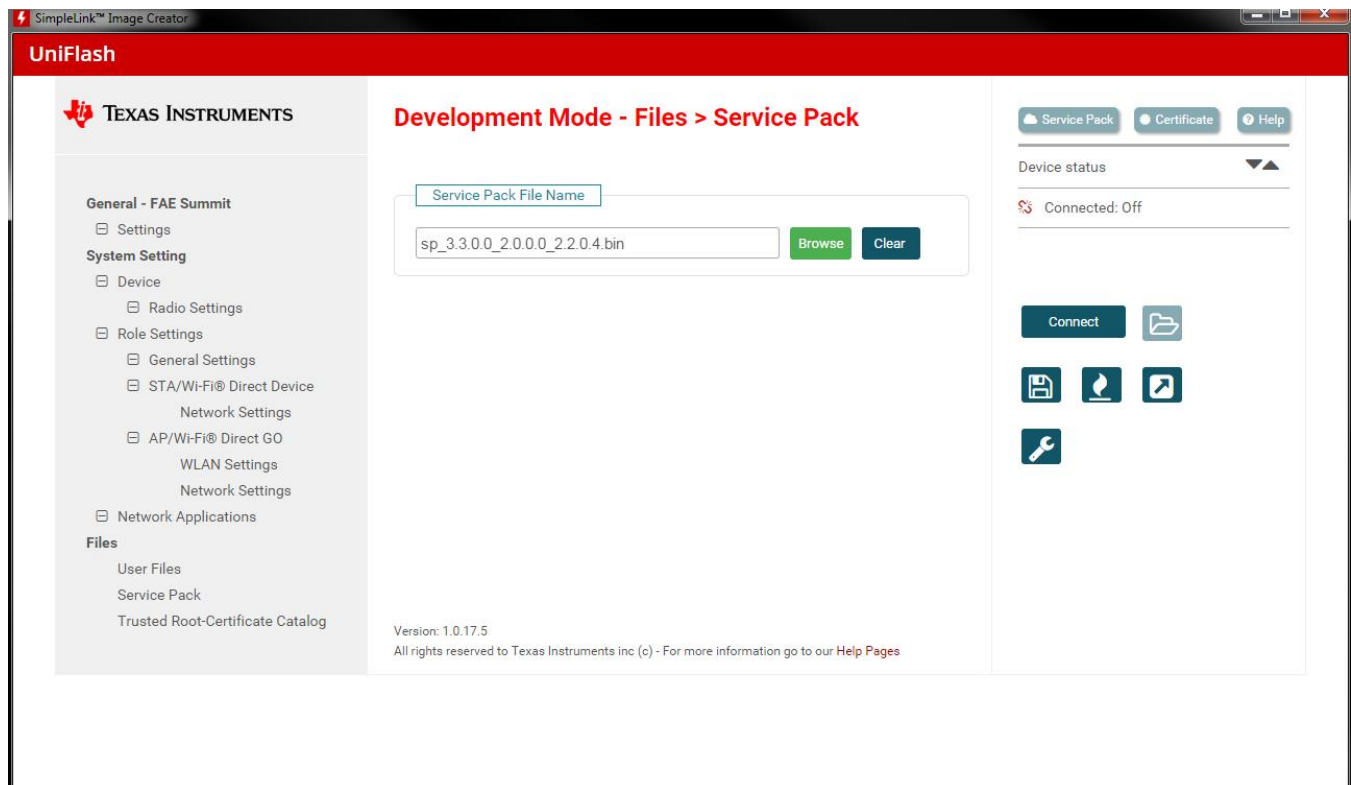 SimpleLink™ Image Creator
UniFlash
TEXAS INSTRUMENTS
General - FAE Summit
Settings
System Setting
Device
Radio Settings
Role Settings
General Settings
STA/Wi-Fi® Direct Device
Network Settings
AP/Wi-Fi® Direct GO
WLAN Settings
Network Settings
Network Applications
Files
User Files
Service Pack
Trusted Root-Certificate Catalog
Development Mode - Files > Service Pack
Service Pack File Name
sp_3.3.0.0_2.0.0.0_2.2.0.4.bin Browse Clear
Version: 1.0.17.5
All rights reserved to Texas Instruments inc (c) - For more information go to our Help Pages
Service Pack Certificate Help
Device status
Connected: Off
Connect